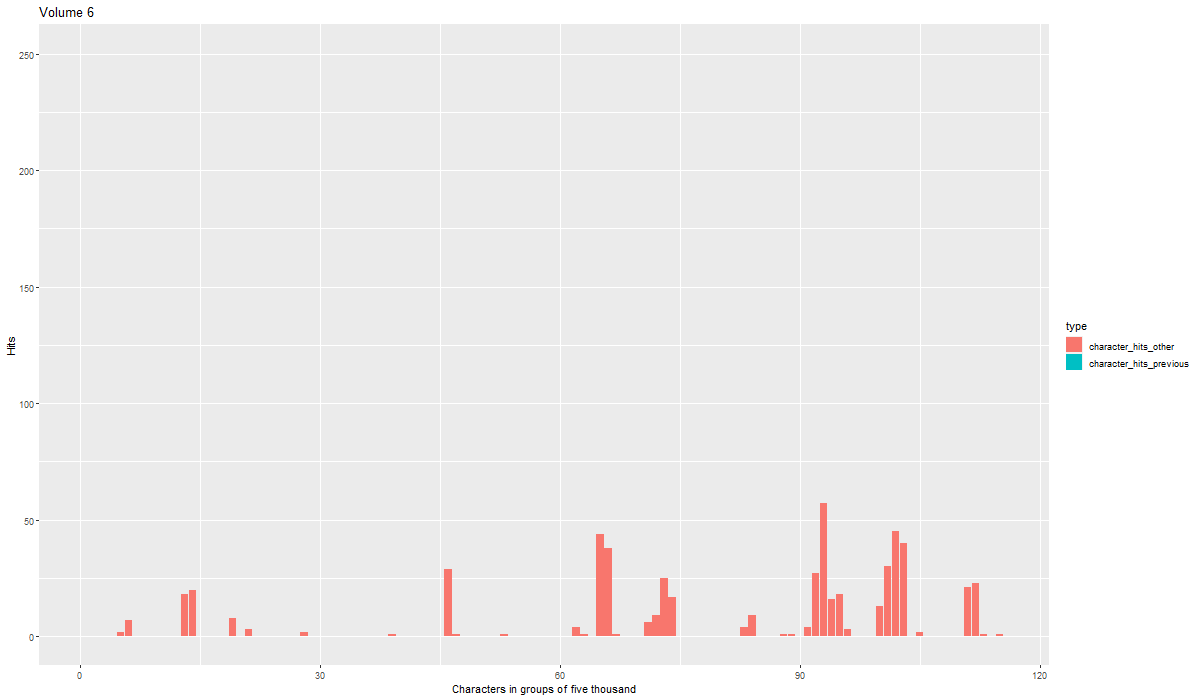 Volume 6
250
200
150
100
50
0
Hits
0 30 60 90 120
Characters in groups of five thousand
type
character_hits_other
character_hits_previous